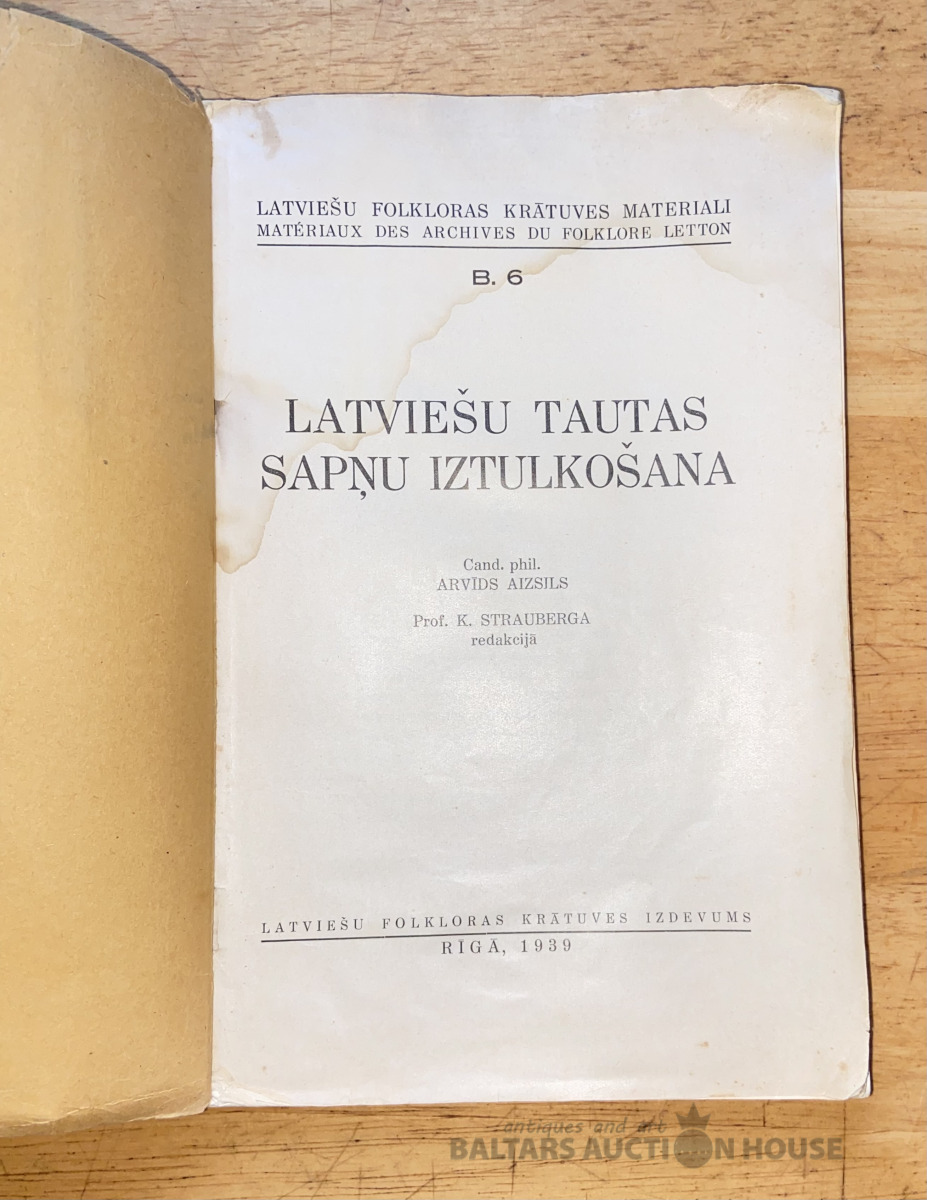 LATVIEŠU FOLKLORAS KRĀTUVES MATERIALI
MATÉRIAUX DES ARCHIVES DU FOLKLORE LETTON
B. 6
LATVIEŠU TAUTAS
SAPŅU IZTULKOŠANA
Cand. phil.
ARVĪDS AIZSILS
Prof. K. STRAUBERGA
redakcijā
LATVIEŠU FOLKLORAS KRĀTUVES IZDEVUMS
RĪGĀ, 1939
antiques and art
BALTARS AUCTION HOUSE